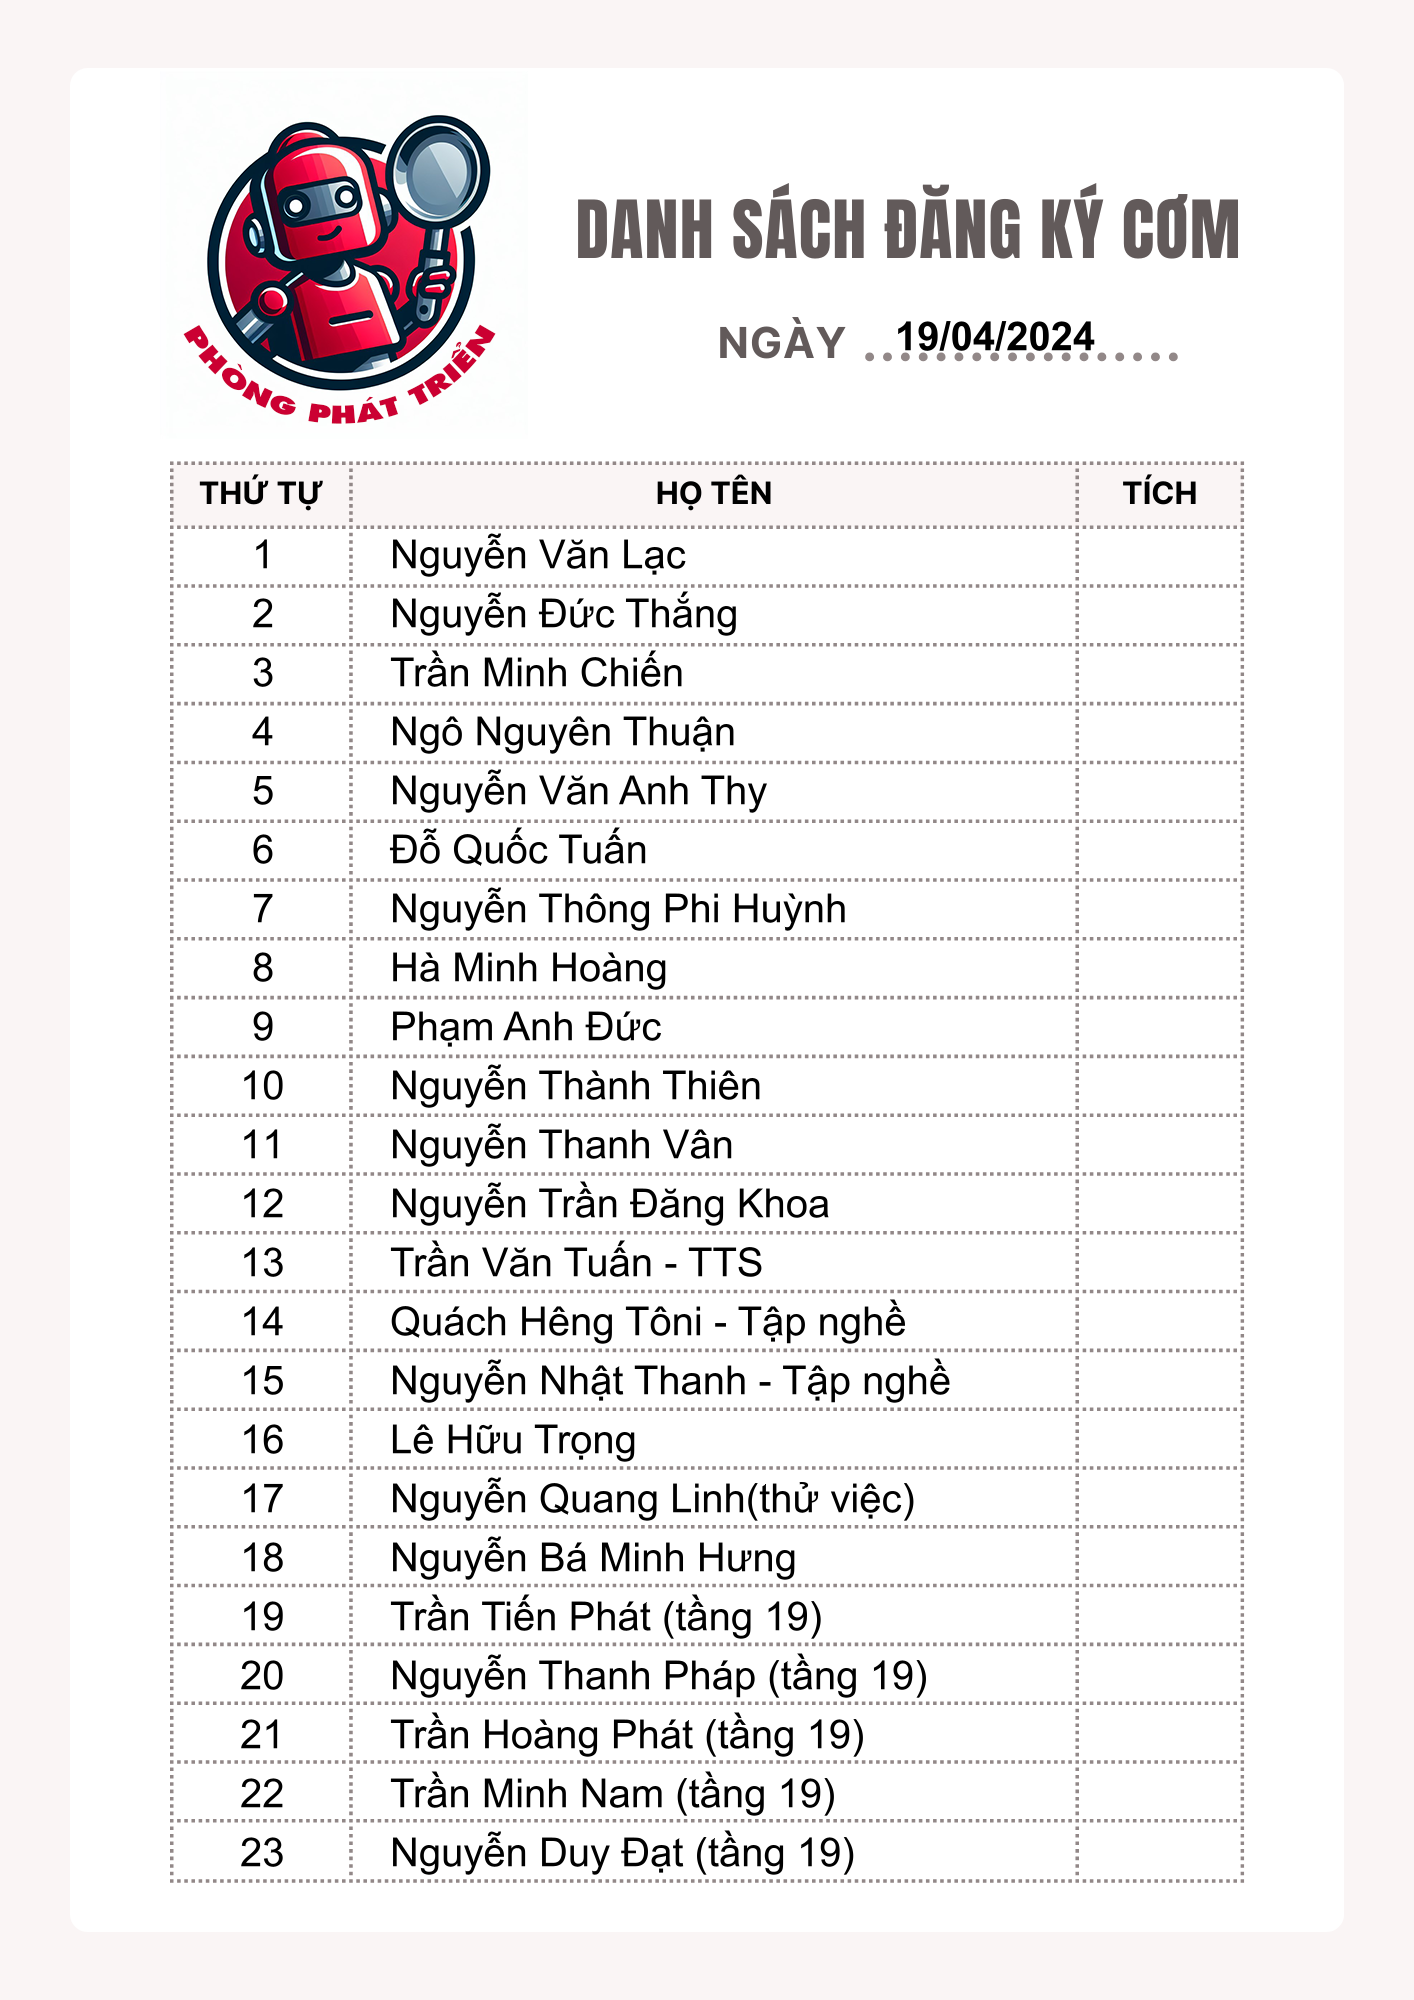 PHÒNG PHÁT TRIỂN
DANH SÁCH ĐĂNG KÝ CƠM
NGÀY 19/04/2024
THỨ TỰ HỌ TÊN TÍCH
1 Nguyễn Văn Lạc
2 Nguyễn Đức Thắng
3 Trần Minh Chiến
4 Ngô Nguyên Thuận
5 Nguyễn Văn Anh Thy
6 Đỗ Quốc Tuấn
7 Nguyễn Thông Phi Huỳnh
8 Hà Minh Hoàng
9 Phạm Anh Đức
10 Nguyễn Thành Thiên
11 Nguyễn Thanh Vân
12 Nguyễn Trần Đăng Khoa
13 Trần Văn Tuấn - TTS
14 Quách Hêng Tôni - Tập nghề
15 Nguyễn Nhật Thanh - Tập nghề
16 Lê Hữu Trọng
17 Nguyễn Quang Linh(thử việc)
18 Nguyễn Bá Minh Hưng
19 Trần Tiến Phát (tầng 19)
20 Nguyễn Thanh Pháp (tầng 19)
21 Trần Hoàng Phát (tầng 19)
22 Trần Minh Nam (tầng 19)
23 Nguyễn Duy Đạt (tầng 19)